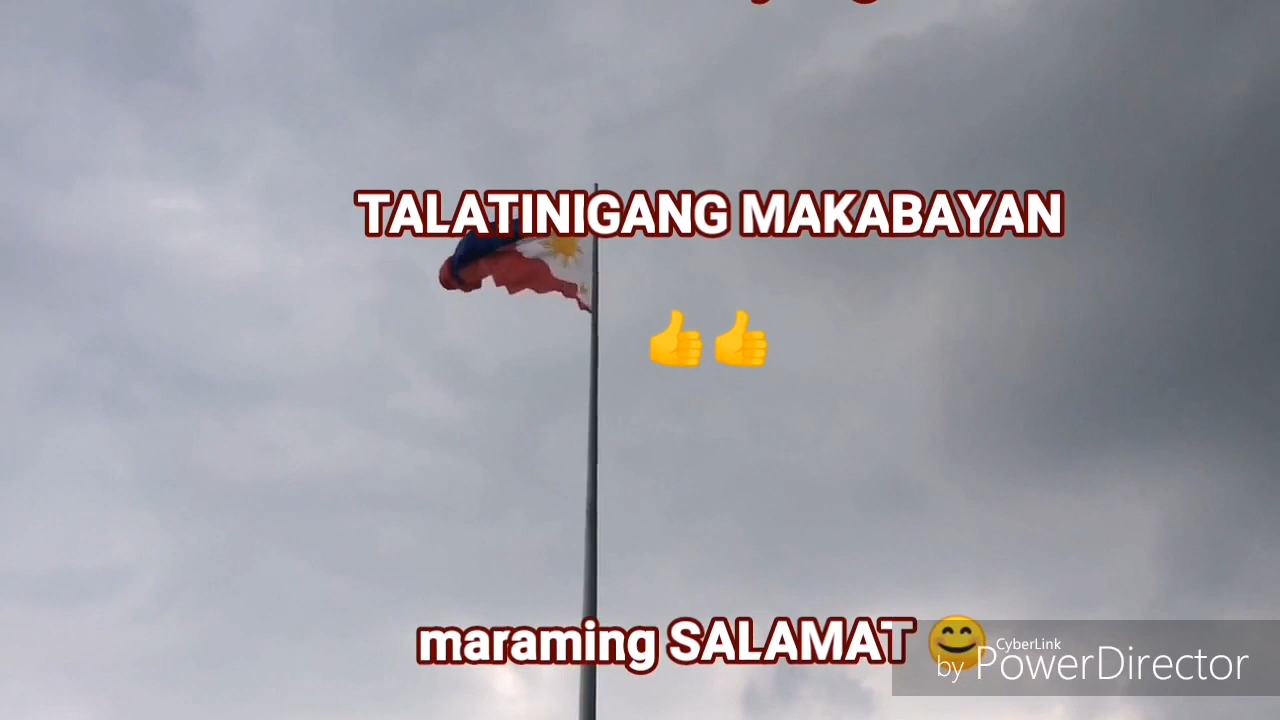 TALATINIGANG MAKABAYAN
👍👍
maraming SALAMAT 😊
CyberLink
by PowerDirector